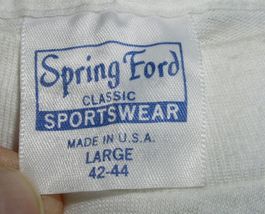 Spring Ford
CLASSIC
SPORTSWEAR
MADE IN U.S.A.
LARGE
42-44